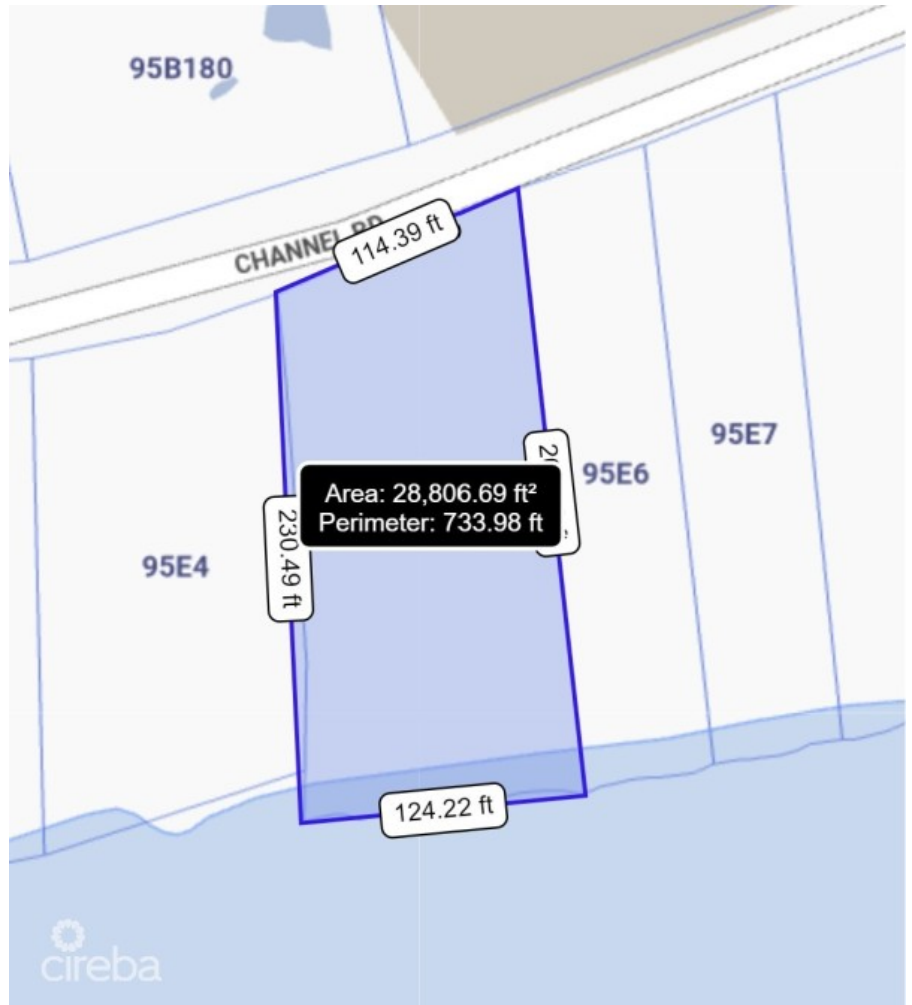 95B180
CHANNEL RD
114.39 ft
95E7
95E6
Area: 28,806.69 ft²
Perimeter: 733.98 ft
230.49 ft
95E4
124.22 ft
cireba